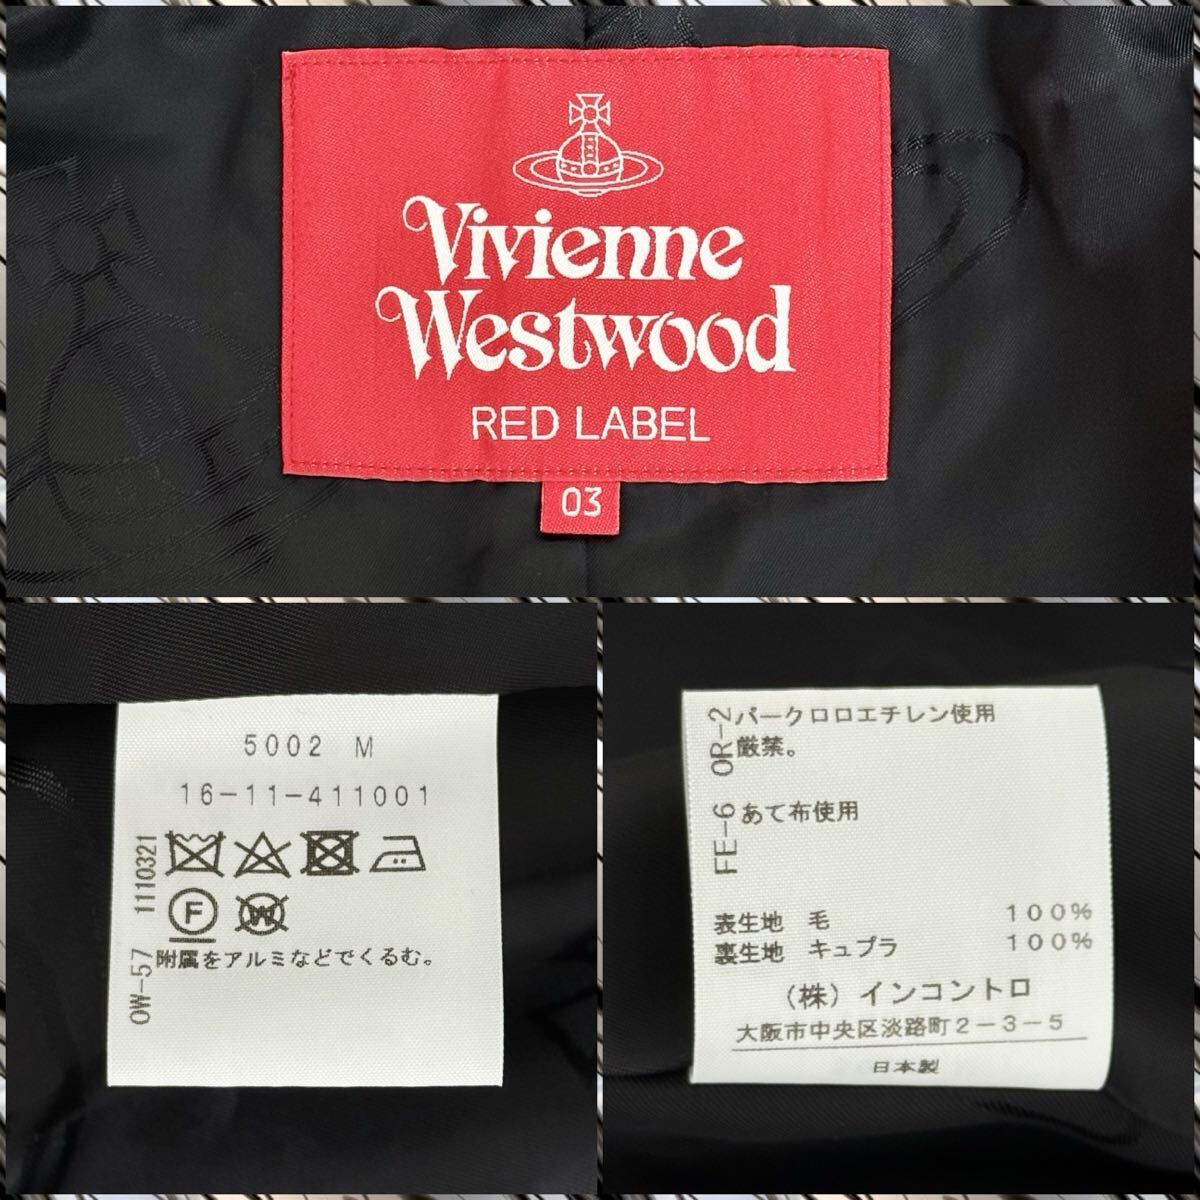 Vivienne
Westwood
RED LABEL
03
5002 M
16-11-411001
F
W
附属をアルミなどでくるむ。
OW-57 1110321
OR-2
パークロロエチレン使用
厳禁。
FE-6
あて布使用
表生地 毛 100%
裏生地 キュプラ 100%
(株)インコントロ
大阪市中央区淡路町2-3-5
日本製